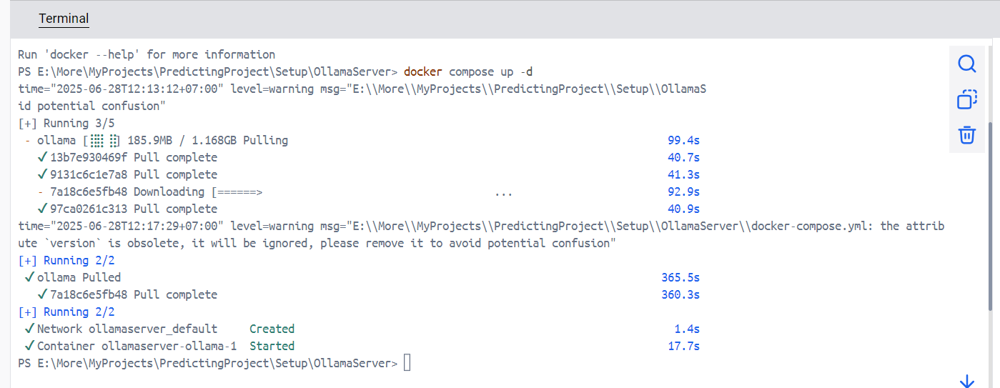 Terminal
Run 'docker --help' for more information
PS E:\More\MyProjects\PredictingProject\Setup\OllamaServer> docker compose up -d
time="2025-06-28T12:13:12+07:00" level=warning msg="E:\\More\\MyProjects\\PredictingProject\\Setup\\OllamaS
id potential confusion"
[+] Running 3/5
- ollama [⣿⣿ ⣿] 185.9MB / 1.168GB Pulling 99.4s
✓ 13b7e930469f Pull complete 40.7s
✓ 9131c6c1e7a8 Pull complete 41.3s
- 7a18c6e5fb48 Downloading [======> ... 92.9s
✓ 97ca0261c313 Pull complete 40.9s
time="2025-06-28T12:17:29+07:00" level=warning msg="E:\\More\\MyProjects\\PredictingProject\\Setup\\OllamaServer\\docker-compose.yml: the attrib
ute `version` is obsolete, it will be ignored, please remove it to avoid potential confusion"
[+] Running 2/2
✓ ollama Pulled 365.5s
✓ 7a18c6e5fb48 Pull complete 360.3s
[+] Running 2/2
✓ Network ollamaserver_default Created 1.4s
✓ Container ollamaserver-ollama-1 Started 17.7s
PS E:\More\MyProjects\PredictingProject\Setup\OllamaServer>